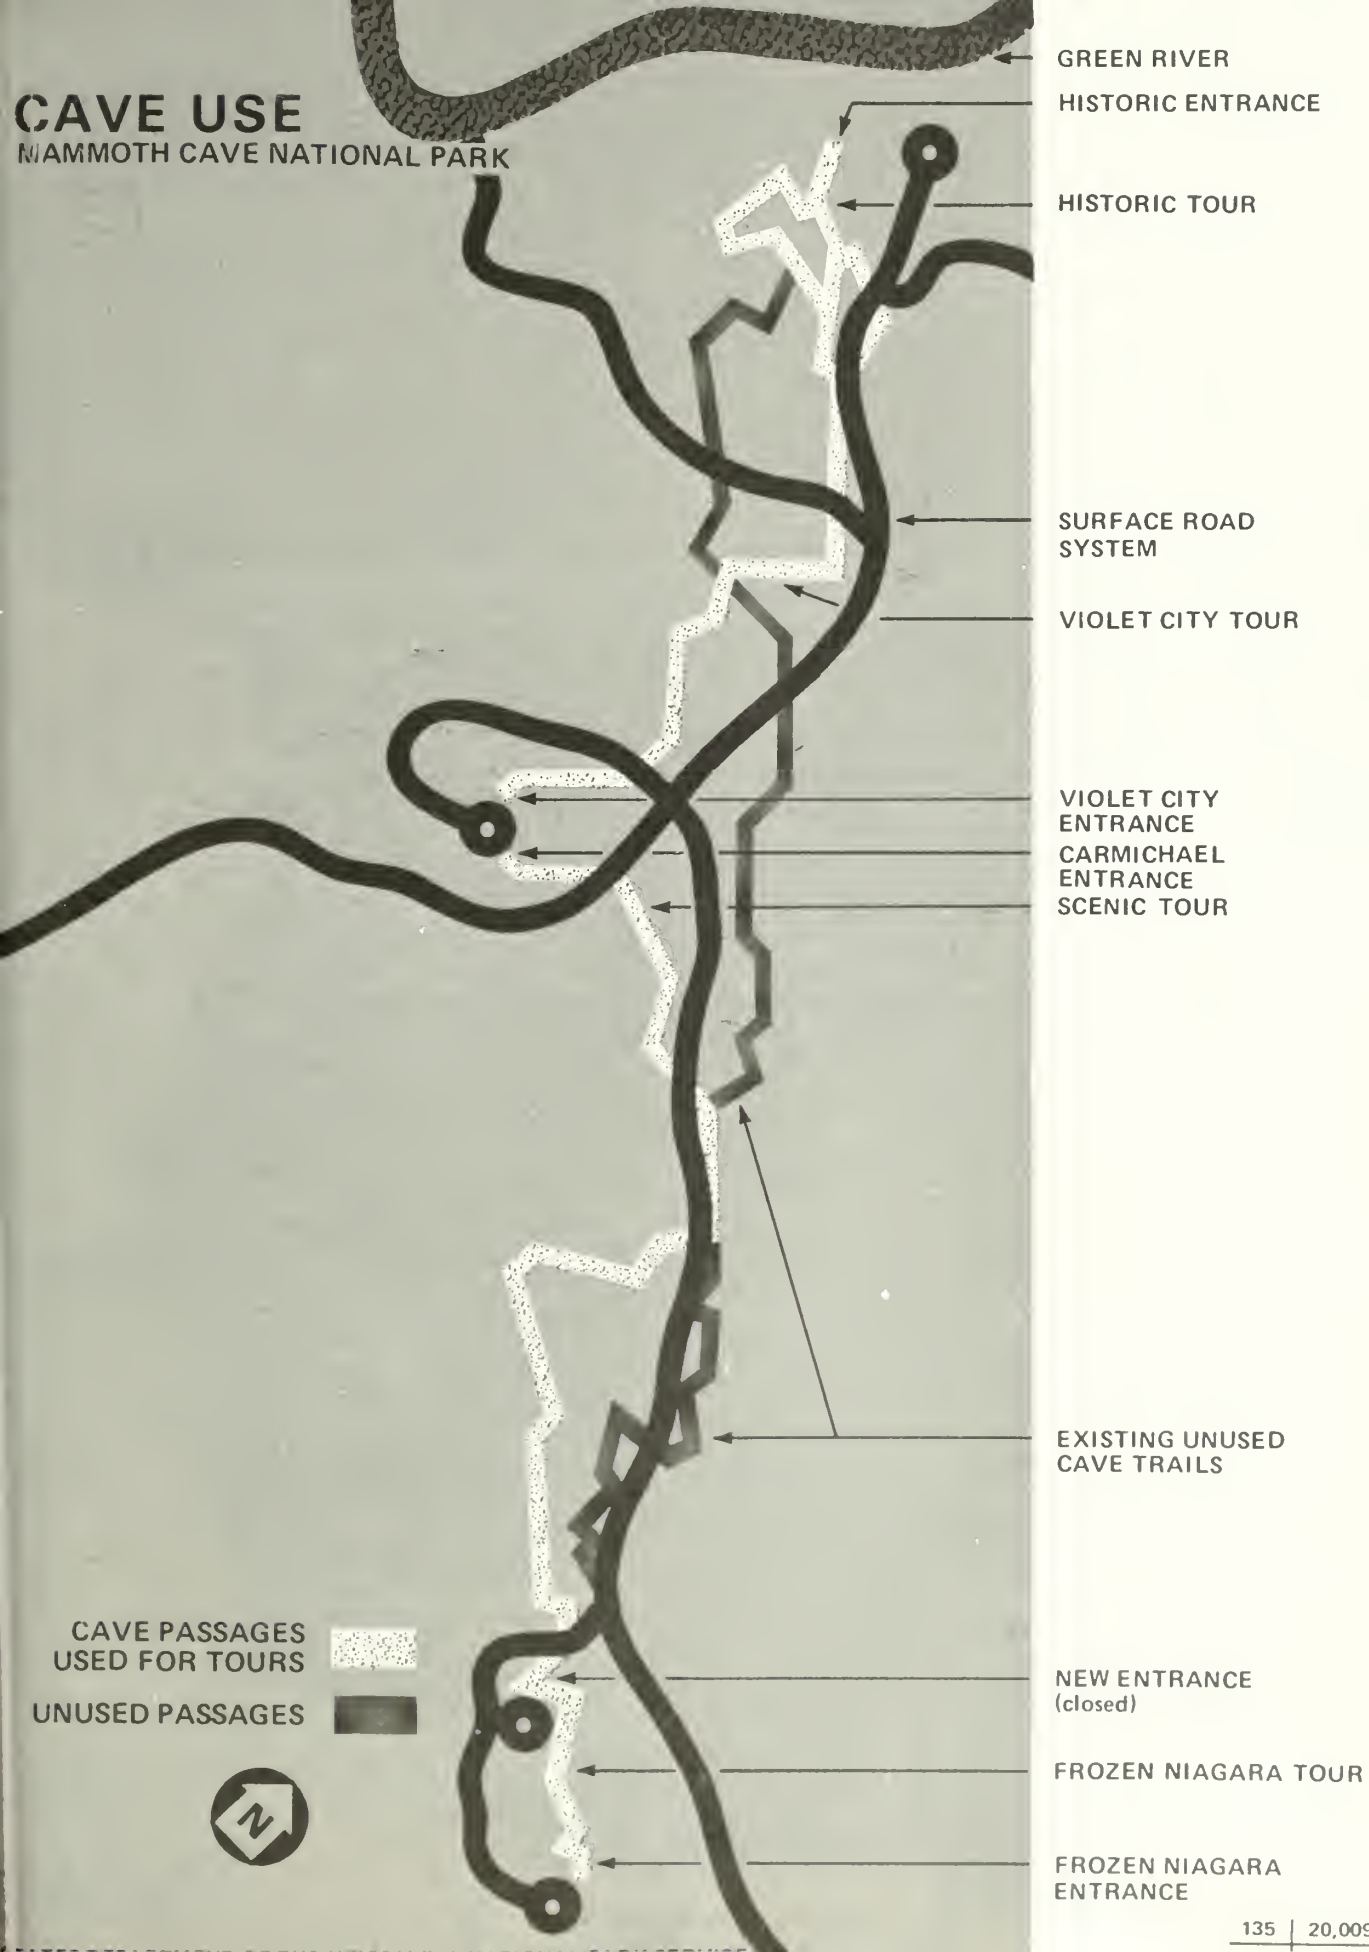 CAVE USE
MAMMOTH CAVE NATIONAL PARK
GREEN RIVER
HISTORIC ENTRANCE
HISTORIC TOUR
SURFACE ROAD
SYSTEM
VIOLET CITY TOUR
VIOLET CITY
ENTRANCE
CARMICHAEL
ENTRANCE
SCENIC TOUR
EXISTING UNUSED
CAVE TRAILS
CAVE PASSAGES
USED FOR TOURS
UNUSED PASSAGES
N
NEW ENTRANCE
(closed)
FROZEN NIAGARA TOUR
FROZEN NIAGARA
ENTRANCE
135 | 20,009